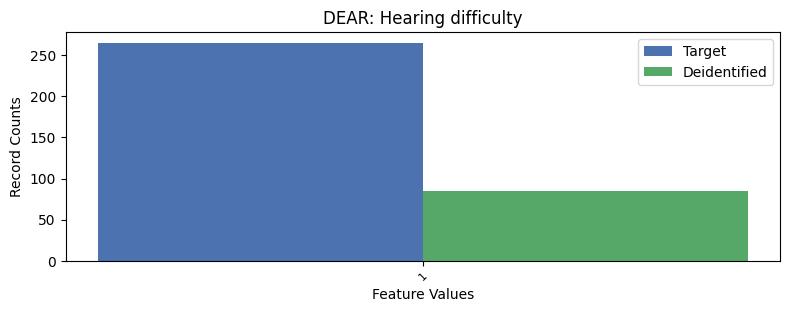 DEAR: Hearing difficulty
Target
Deidentified
Record Counts
250
200
150
100
50
0
1
Feature Values